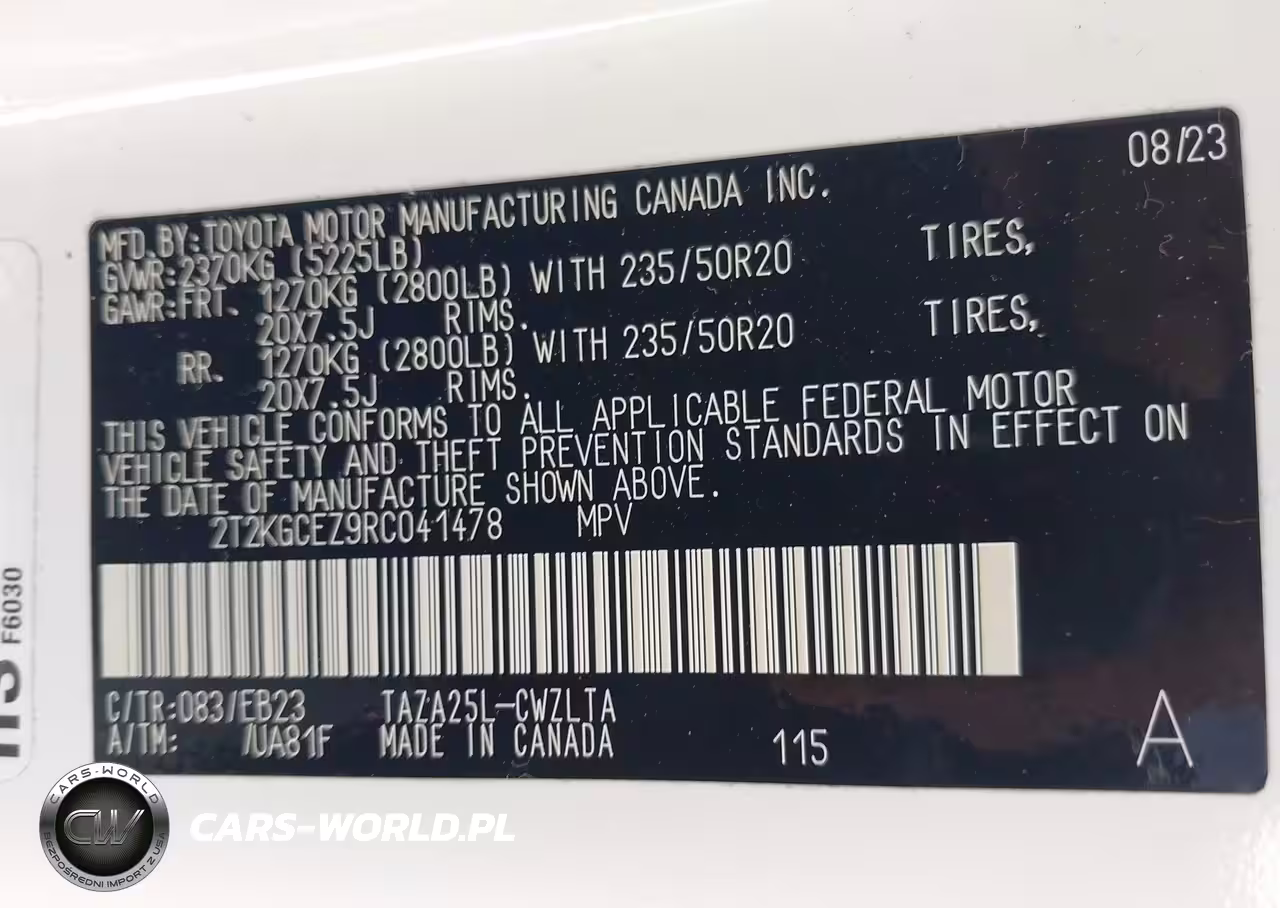 08/23
MFD.BY:TOYOTA MOTOR MANUFACTURING CANADA INC.
GVWR:2370KG (5225LB)
GAWR:FRT. 1270KG (2800LB) WITH 235/50R20 TIRES,
20X7.5J RIMS.
RR. 1270KG (2800LB) WITH 235/50R20 TIRES,
20X7.5J RIMS.
THIS VEHICLE CONFORMS TO ALL APPLICABLE FEDERAL MOTOR
VEHICLE SAFETY AND THEFT PREVENTION STANDARDS IN EFFECT ON
THE DATE OF MANUFACTURE SHOWN ABOVE.
2T2KGCEZ9RC041478 MPV
C/TR:083/EB23 TAZA25L-CWZLTA
A/TM: /UA81F MADE IN CANADA 115 A
F6030
CARS-WORLD
CW
BEZPOŚREDNI IMPORT Z USA
CARS-WORLD.PL